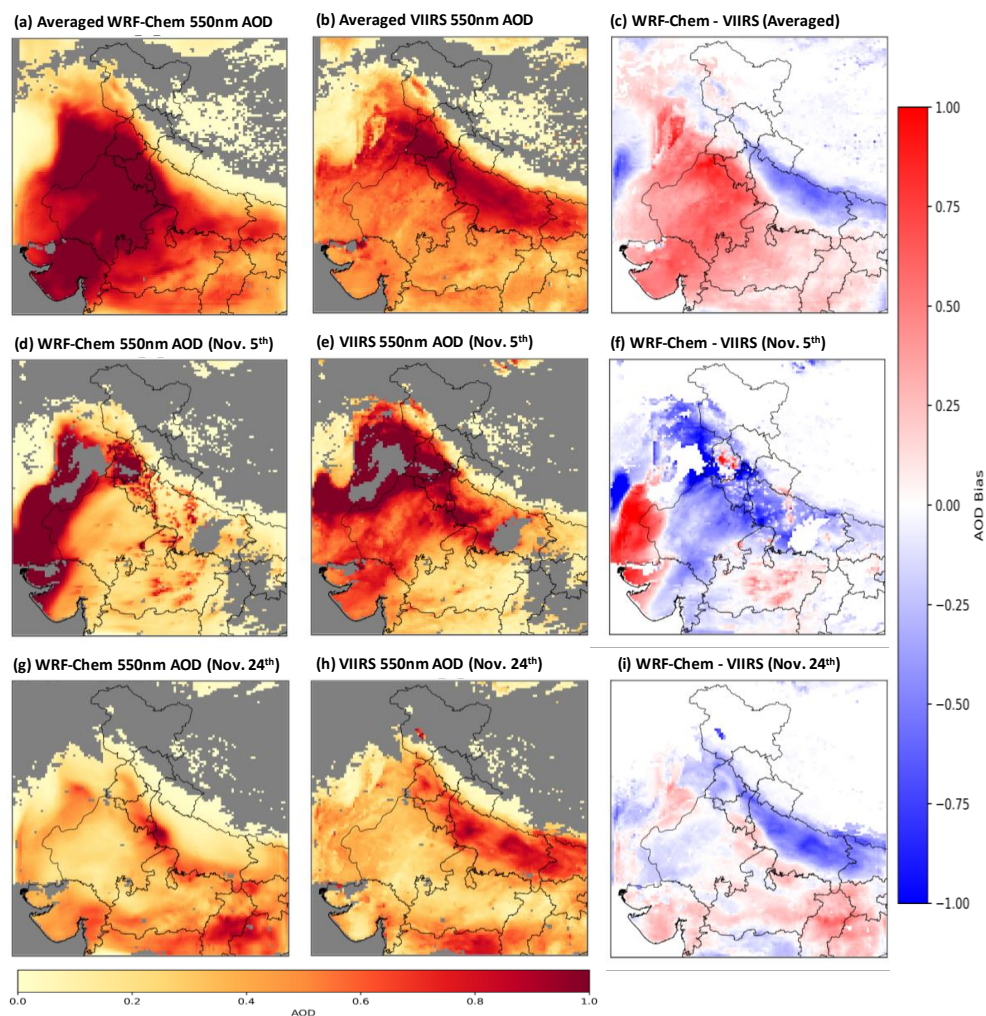 (a) Averaged WRF-Chem 550nm AOD
(b) Averaged VIIRS 550nm AOD
(c) WRF-Chem - VIIRS (Averaged)
(d) WRF-Chem 550nm AOD (Nov. 5th)
(e) VIIRS 550nm AOD (Nov. 5th)
(f) WRF-Chem - VIIRS (Nov. 5th)
(g) WRF-Chem 550nm AOD (Nov. 24th)
(h) VIIRS 550nm AOD (Nov. 24th)
(i) WRF-Chem - VIIRS (Nov. 24th)
1.00
0.75
0.50
0.25
0.00
−0.25
−0.50
−0.75
−1.00
AOD Bias
0.0 0.2 0.4 0.6 0.8 1.0
AOD